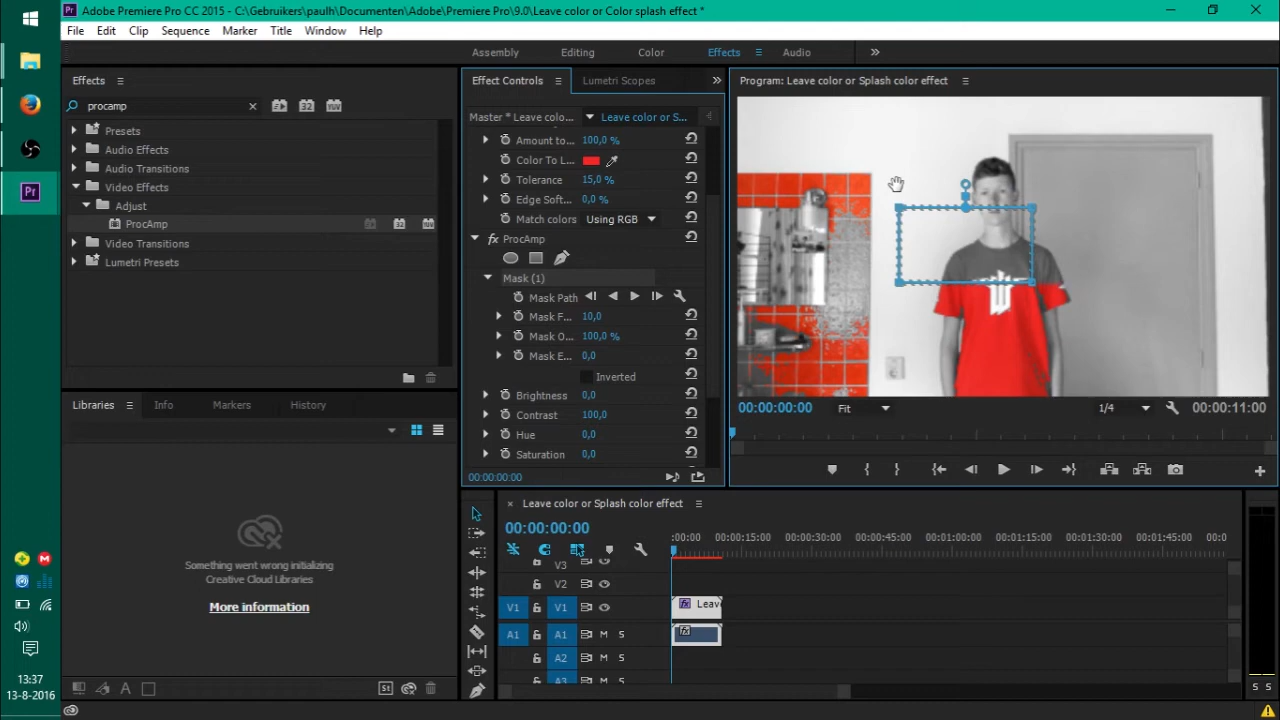 Adobe Premiere Pro CC 2015 - C:\Gebruikers\paulh\Documenten\Adobe\Premiere Pro\9.0\Leave color or Color splash effect *
File Edit Clip Sequence Marker Title Window Help
Assembly Editing Color Effects Audio
Effects
procamp
Presets
Audio Effects
Audio Transitions
Video Effects
Adjust
ProcAmp
Video Transitions
Lumetri Presets
Libraries Info Markers History
Something went wrong initializing
Creative Cloud Libraries
More information
Effect Controls Lumetri Scopes
Master * Leave colo... Leave color or S...
Amount to... 100,0 %
Color To L...
Tolerance 15,0 %
Edge Soft... 0,0 %
Match colors Using RGB
fx ProcAmp
Mask (1)
Mask Path
Mask F... 10,0
Mask O... 100,0 %
Mask E... 0,0
Inverted
Brightness 0,0
Contrast 100,0
Hue 0,0
Saturation 0,0
00:00:00:00
Program: Leave color or Splash color effect
00:00:00:00 Fit 1/4 00:00:11:00
Leave color or Splash color effect
00:00:00:00
:00:00 00:00:15:00 00:00:30:00 00:00:45:00 00:01:00:00 00:01:15:00 00:01:30:00 00:01:45:00 00:0
V3
V2
V1 V1 fx Leav
A1 A1 M S fx
A2 M S
A3 M S
S S
13:37
13-8-2016